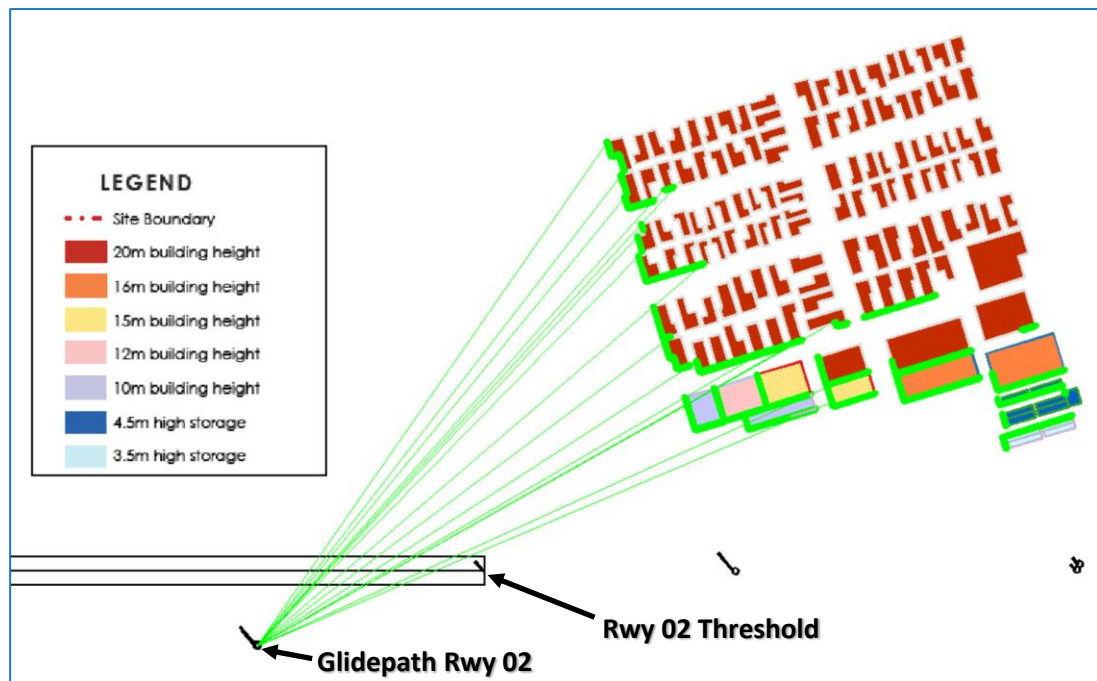 LEGEND
Site Boundary
20m building height
16m building height
15m building height
12m building height
10m building height
4.5m high storage
3.5m high storage
Rwy 02 Threshold
Glidepath Rwy 02